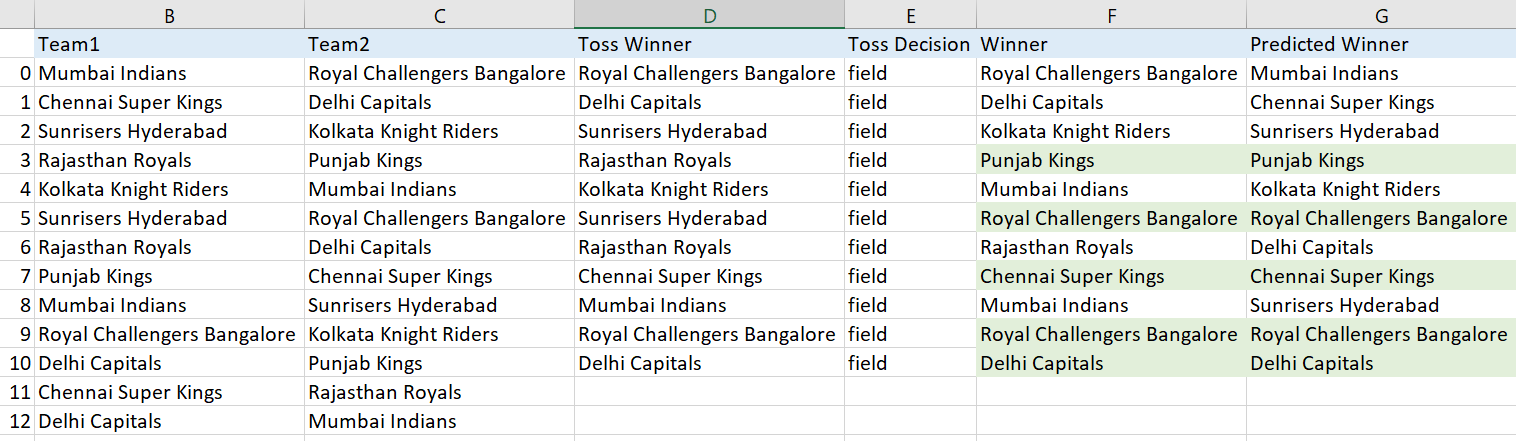 B C D E F G
Team1 Team2 Toss Winner Toss Decision Winner Predicted Winner
0 Mumbai Indians Royal Challengers Bangalore Royal Challengers Bangalore field Royal Challengers Bangalore Mumbai Indians
1 Chennai Super Kings Delhi Capitals Delhi Capitals field Delhi Capitals Chennai Super Kings
2 Sunrisers Hyderabad Kolkata Knight Riders Sunrisers Hyderabad field Kolkata Knight Riders Sunrisers Hyderabad
3 Rajasthan Royals Punjab Kings Rajasthan Royals field Punjab Kings Punjab Kings
4 Kolkata Knight Riders Mumbai Indians Kolkata Knight Riders field Mumbai Indians Kolkata Knight Riders
5 Sunrisers Hyderabad Royal Challengers Bangalore Sunrisers Hyderabad field Royal Challengers Bangalore Royal Challengers Bangalore
6 Rajasthan Royals Delhi Capitals Rajasthan Royals field Rajasthan Royals Delhi Capitals
7 Punjab Kings Chennai Super Kings Chennai Super Kings field Chennai Super Kings Chennai Super Kings
8 Mumbai Indians Sunrisers Hyderabad Mumbai Indians field Mumbai Indians Sunrisers Hyderabad
9 Royal Challengers Bangalore Kolkata Knight Riders Royal Challengers Bangalore field Royal Challengers Bangalore Royal Challengers Bangalore
10 Delhi Capitals Punjab Kings Delhi Capitals field Delhi Capitals Delhi Capitals
11 Chennai Super Kings Rajasthan Royals
12 Delhi Capitals Mumbai Indians